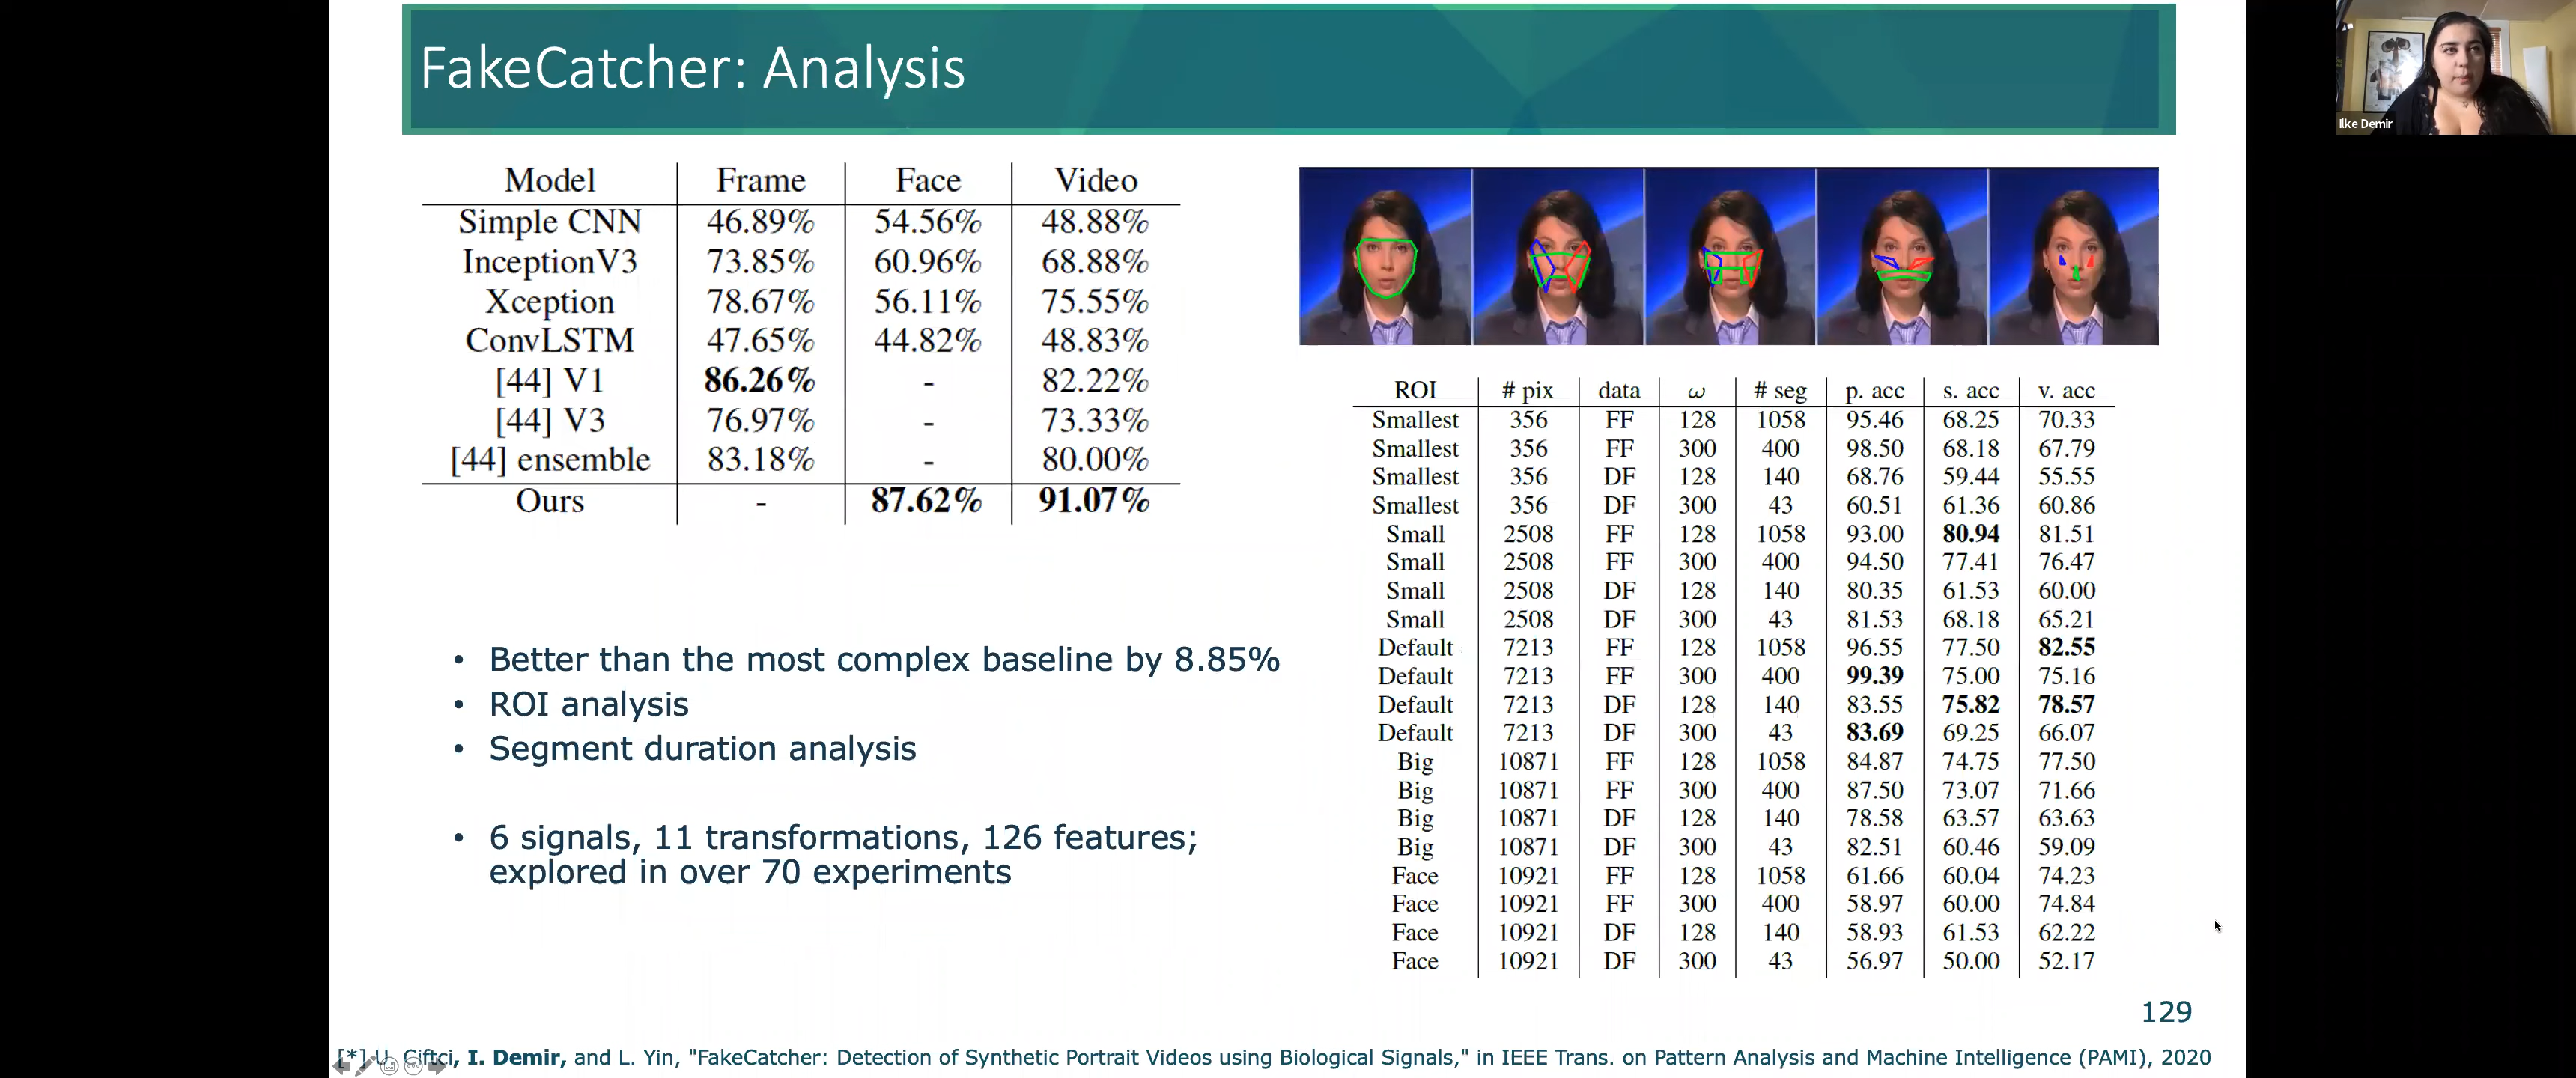 FakeCatcher: Analysis
Ilke Demir
Model Frame Face Video
Simple CNN 46.89% 54.56% 48.88%
InceptionV3 73.85% 60.96% 68.88%
Xception 78.67% 56.11% 75.55%
ConvLSTM 47.65% 44.82% 48.83%
[44] V1 86.26% - 82.22%
[44] V3 76.97% - 73.33%
[44] ensemble 83.18% - 80.00%
Ours - 87.62% 91.07%
• Better than the most complex baseline by 8.85%
• ROI analysis
• Segment duration analysis
• 6 signals, 11 transformations, 126 features;
explored in over 70 experiments
ROI # pix data ω # seg p. acc s. acc v. acc
Smallest 356 FF 128 1058 95.46 68.25 70.33
Smallest 356 FF 300 400 98.50 68.18 67.79
Smallest 356 DF 128 140 68.76 59.44 55.55
Smallest 356 DF 300 43 60.51 61.36 60.86
Small 2508 FF 128 1058 93.00 80.94 81.51
Small 2508 FF 300 400 94.50 77.41 76.47
Small 2508 DF 128 140 80.35 61.53 60.00
Small 2508 DF 300 43 81.53 68.18 65.21
Default 7213 FF 128 1058 96.55 77.50 82.55
Default 7213 FF 300 400 99.39 75.00 75.16
Default 7213 DF 128 140 83.55 75.82 78.57
Default 7213 DF 300 43 83.69 69.25 66.07
Big 10871 FF 128 1058 84.87 74.75 77.50
Big 10871 FF 300 400 87.50 73.07 71.66
Big 10871 DF 128 140 78.58 63.57 63.63
Big 10871 DF 300 43 82.51 60.46 59.09
Face 10921 FF 128 1058 61.66 60.04 74.23
Face 10921 FF 300 400 58.97 60.00 74.84
Face 10921 DF 128 140 58.93 61.53 62.22
Face 10921 DF 300 43 56.97 50.00 52.17
129
[*] U. Ciftci, I. Demir, and L. Yin, "FakeCatcher: Detection of Synthetic Portrait Videos using Biological Signals," in IEEE Trans. on Pattern Analysis and Machine Intelligence (PAMI), 2020